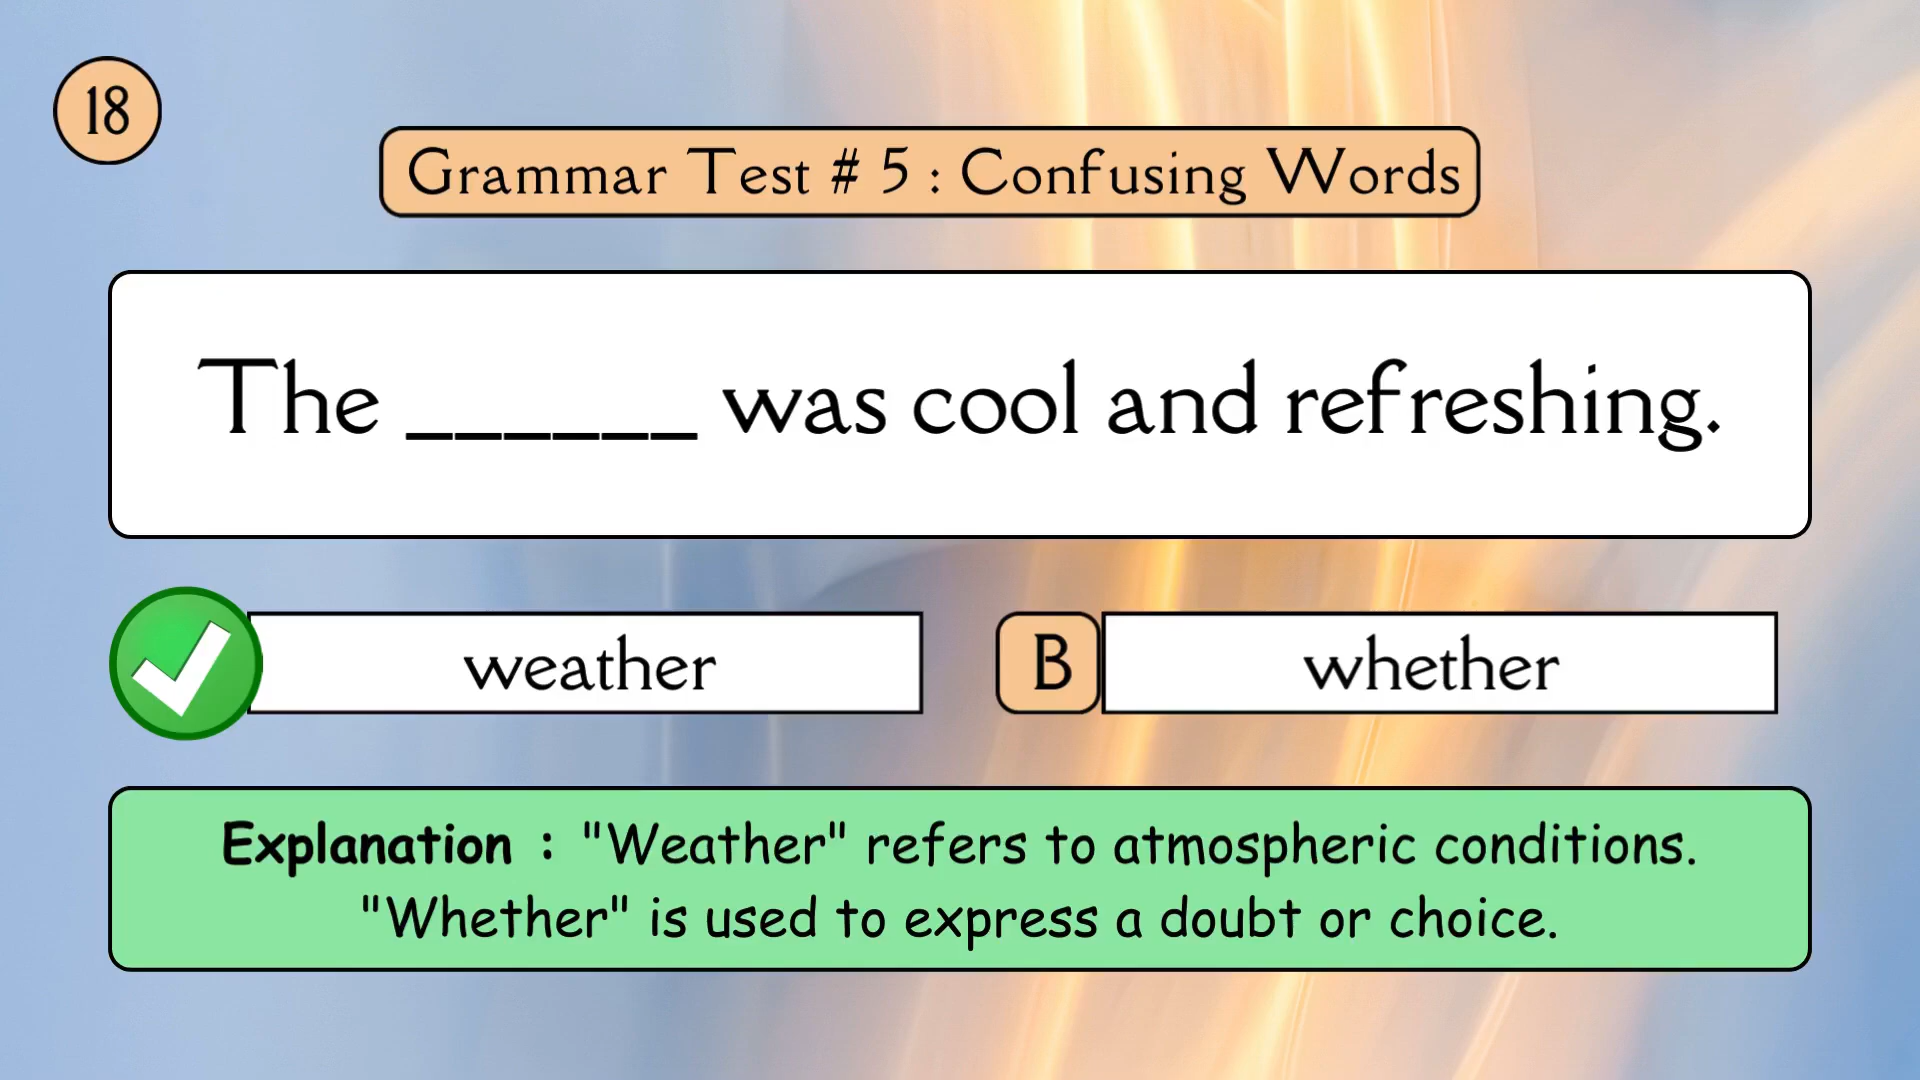 18
Grammar Test # 5 : Confusing Words
The ______ was cool and refreshing.
weather
B
whether
Explanation : "Weather" refers to atmospheric conditions.
"Whether" is used to express a doubt or choice.